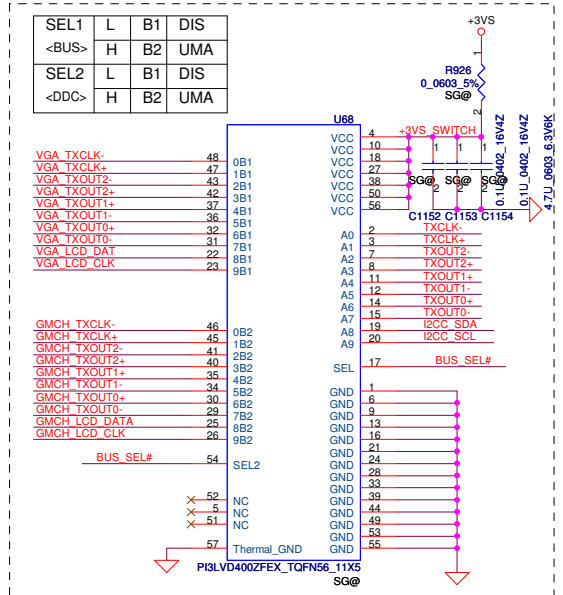 SEL1 L B1 DIS
<BUS> H B2 UMA
SEL2 L B1 DIS
<DDC> H B2 UMA
+3VS
1
R926
0_0603_5%
SG@
2
U68
VCC 4 +3VS_SWITCH
VCC 10
VCC 18
VCC 27
VCC 38
VCC 50
VCC 56
1 1 1
SG@ SG@ SG@
2 2 2
C1152 C1153 C1154
0.1U_0402_16V4Z
0.1U_0402_16V4Z
4.7U_0603_6.3V6K
VGA_TXCLK- 48 0B1
VGA_TXCLK+ 47 1B1
VGA_TXOUT2- 43 2B1
VGA_TXOUT2+ 42 3B1
VGA_TXOUT1+ 37 4B1
VGA_TXOUT1- 36 5B1
VGA_TXOUT0+ 32 6B1
VGA_TXOUT0- 31 7B1
VGA_LCD_DAT 22 8B1
VGA_LCD_CLK 23 9B1
A0 2 TXCLK-
A1 3 TXCLK+
A2 7 TXOUT2-
A3 8 TXOUT2+
A4 11 TXOUT1+
A5 12 TXOUT1-
A6 14 TXOUT0+
A7 15 TXOUT0-
A8 19 I2CC_SDA
A9 20 I2CC_SCL
SEL 17 BUS_SEL#
GMCH_TXCLK- 46 0B2
GMCH_TXCLK+ 45 1B2
GMCH_TXOUT2- 41 2B2
GMCH_TXOUT2+ 40 3B2
GMCH_TXOUT1+ 35 4B2
GMCH_TXOUT1- 34 5B2
GMCH_TXOUT0+ 30 6B2
GMCH_TXOUT0- 29 7B2
GMCH_LCD_DATA 25 8B2
GMCH_LCD_CLK 26 9B2
BUS_SEL# 54 SEL2
52 NC
5 NC
51 NC
57 Thermal_GND
GND 1
GND 6
GND 9
GND 13
GND 16
GND 21
GND 24
GND 28
GND 33
GND 39
GND 44
GND 49
GND 53
GND 55
PI3LVD400ZFEX_TQFN56_11X5
SG@